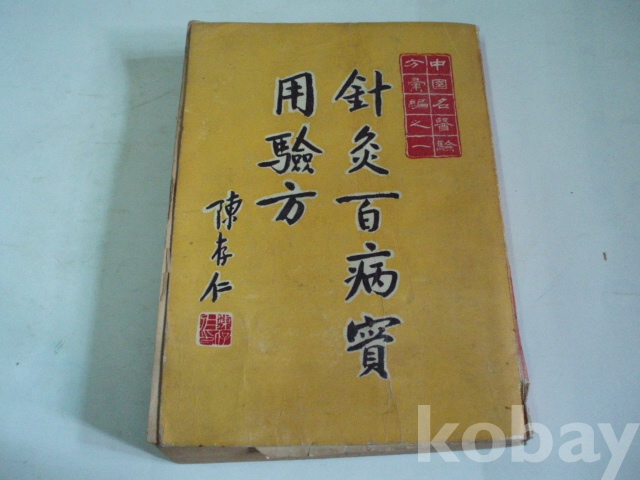 中國名醫驗
方彙編之一
針灸百病實
用驗方
陳存仁
kobay